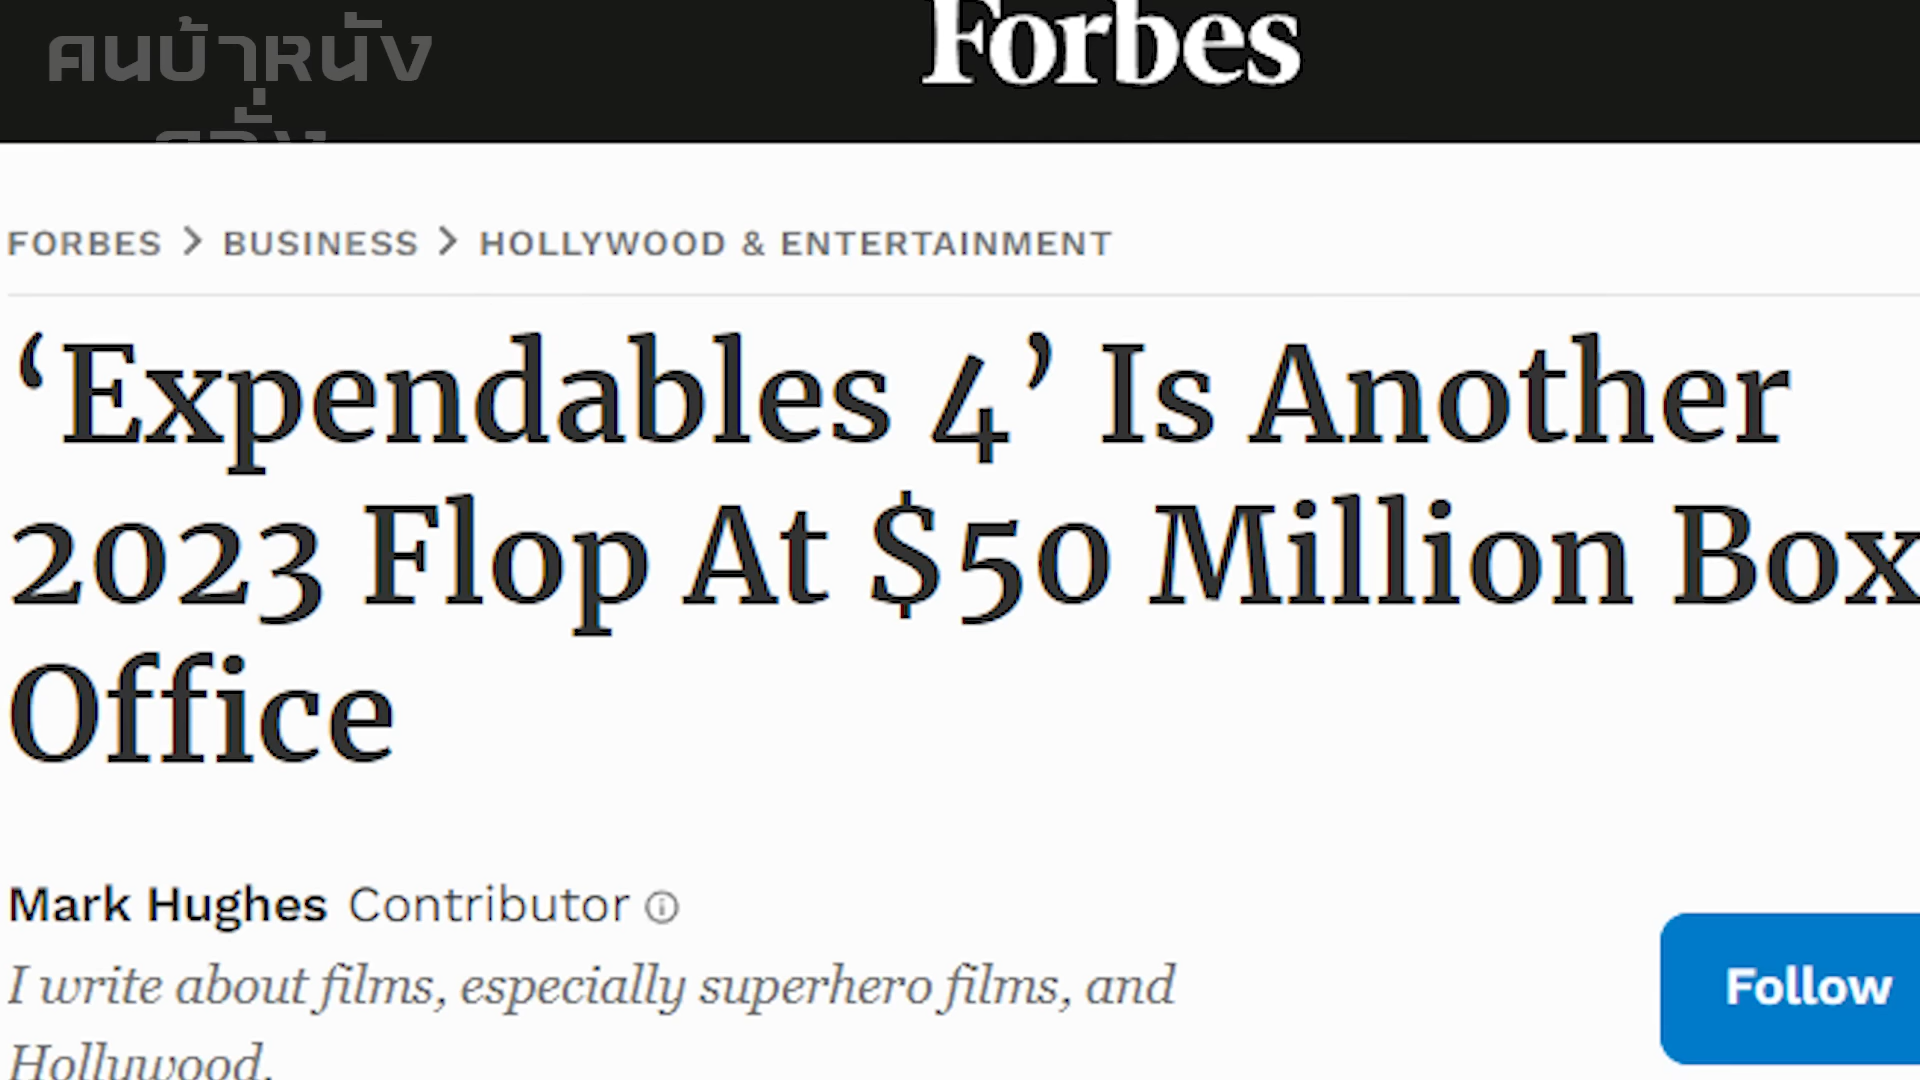 คนบ้าหนัง
Forbes
FORBES > BUSINESS > HOLLYWOOD & ENTERTAINMENT
‘Expendables 4’ Is Another
2023 Flop At $50 Million Box
Office
Mark Hughes Contributor
I write about films, especially superhero films, and
Hollywood.
Follow